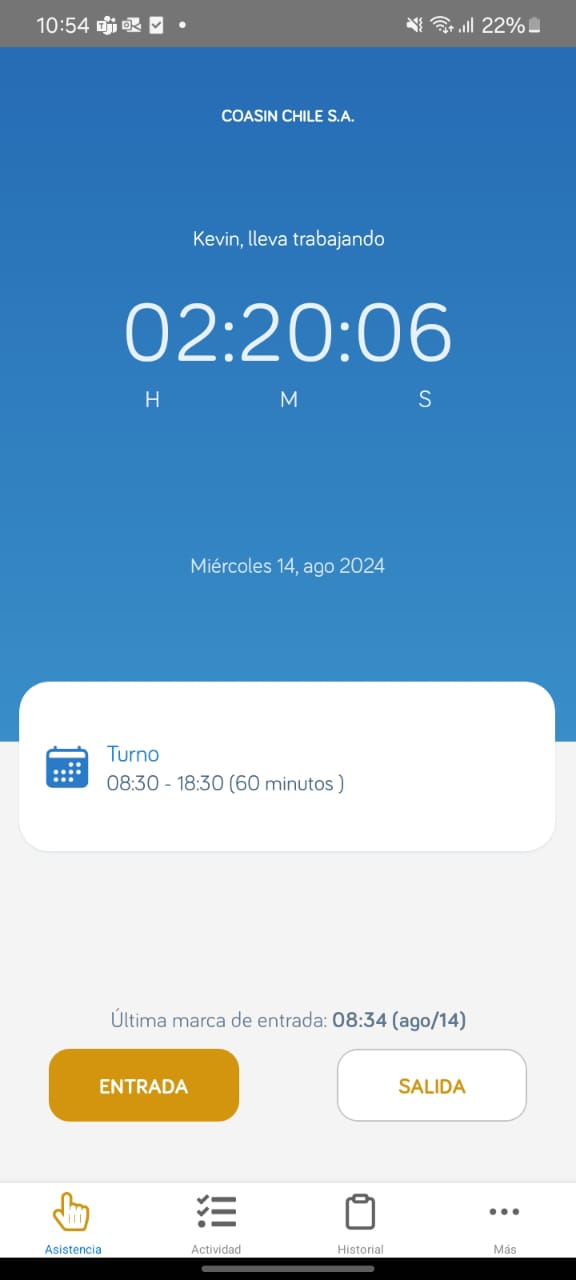 10:54
22%
COASIN CHILE S.A.
Kevin, lleva trabajando
02:20:06
H M S
Miércoles 14, ago 2024
Turno
08:30 - 18:30 (60 minutos )
Última marca de entrada: 08:34 (ago/14)
ENTRADA
SALIDA
Asistencia
Actividad
Historial
Más